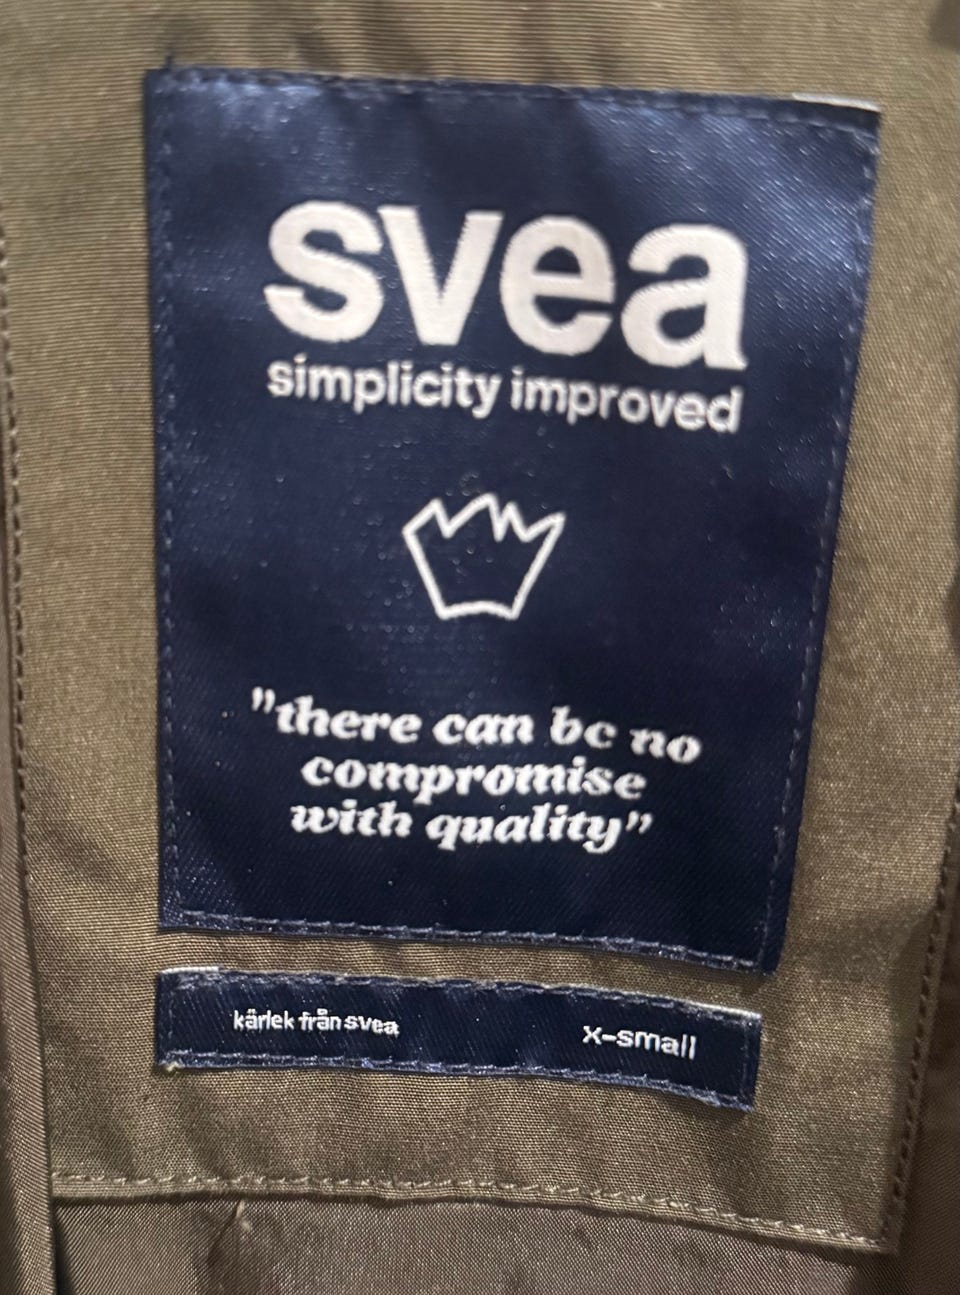 svea
simplicity improved
"there can be no
compromise
with quality"
kärlek från svea
x-small